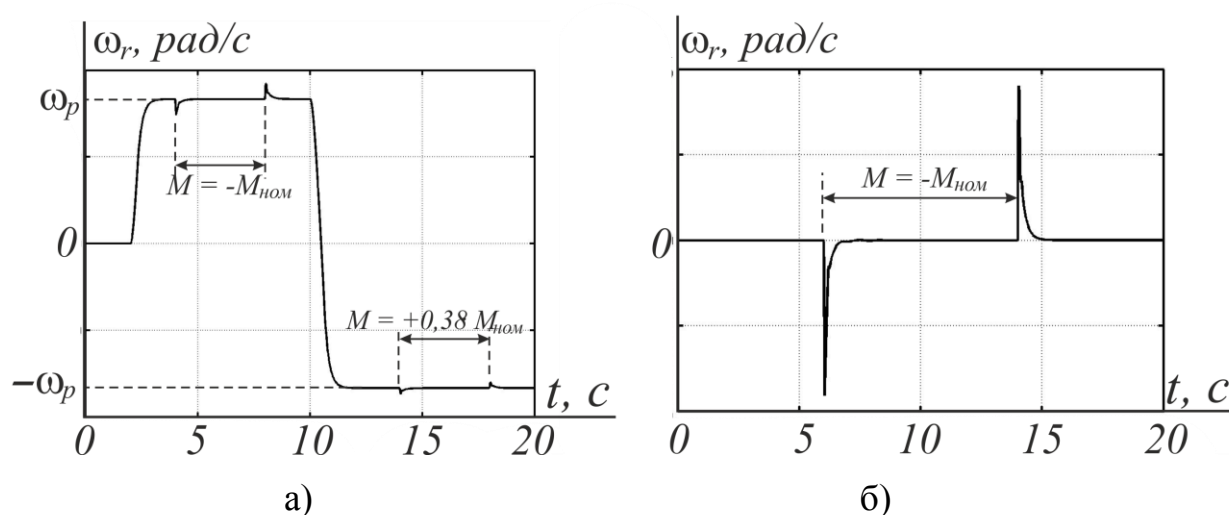 ωr, рад/с
ωp
M = -Mном
0
M = +0,38 Mном
−ωp
t, с
0 5 10 15 20
а)
ωr, рад/с
M = -Mном
0
t, с
0 5 10 15 20
б)